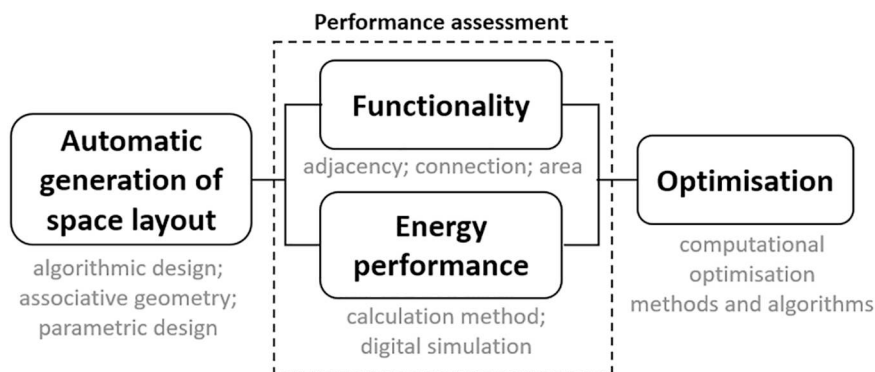 Performance assessment
Automatic
generation of
space layout
algorithmic design;
associative geometry;
parametric design
Functionality
adjacency; connection; area
Energy
performance
calculation method;
digital simulation
Optimisation
computational
optimisation
methods and algorithms